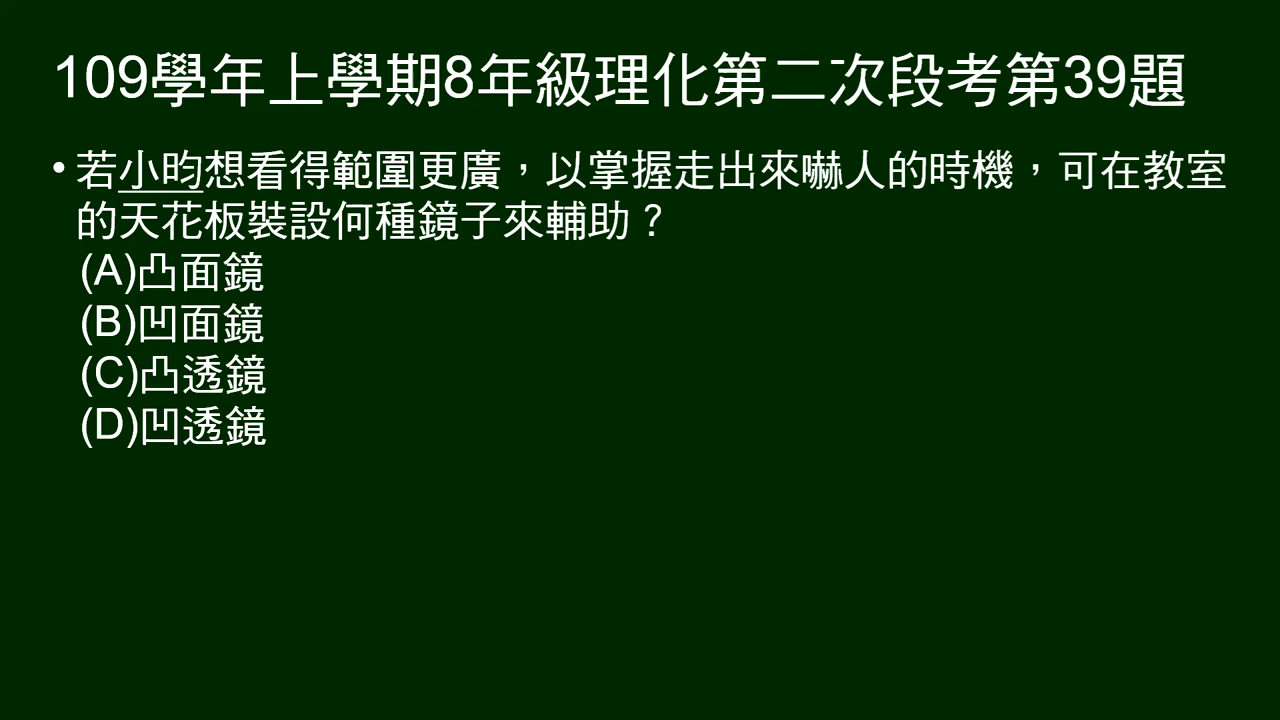 109學年上學期8年級理化第二次段考第39題
•若小昀想看得範圍更廣，以掌握走出來嚇人的時機，可在教室
的天花板裝設何種鏡子來輔助？
(A)凸面鏡
(B)凹面鏡
(C)凸透鏡
(D)凹透鏡